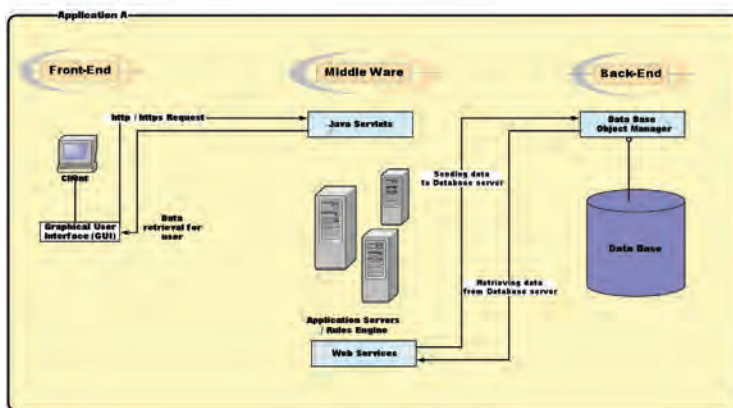 Application A
Front-End
Middle Ware
Back-End
http / https Request
Java Servlets
Data Base
Object Manager
Client
Sending data
to Database server
Graphical User
Interface (GUI)
Data
retrieval for
user
Data Base
Retrieving data
from Database server
Application Servers
/ Rules Engine
Web Services